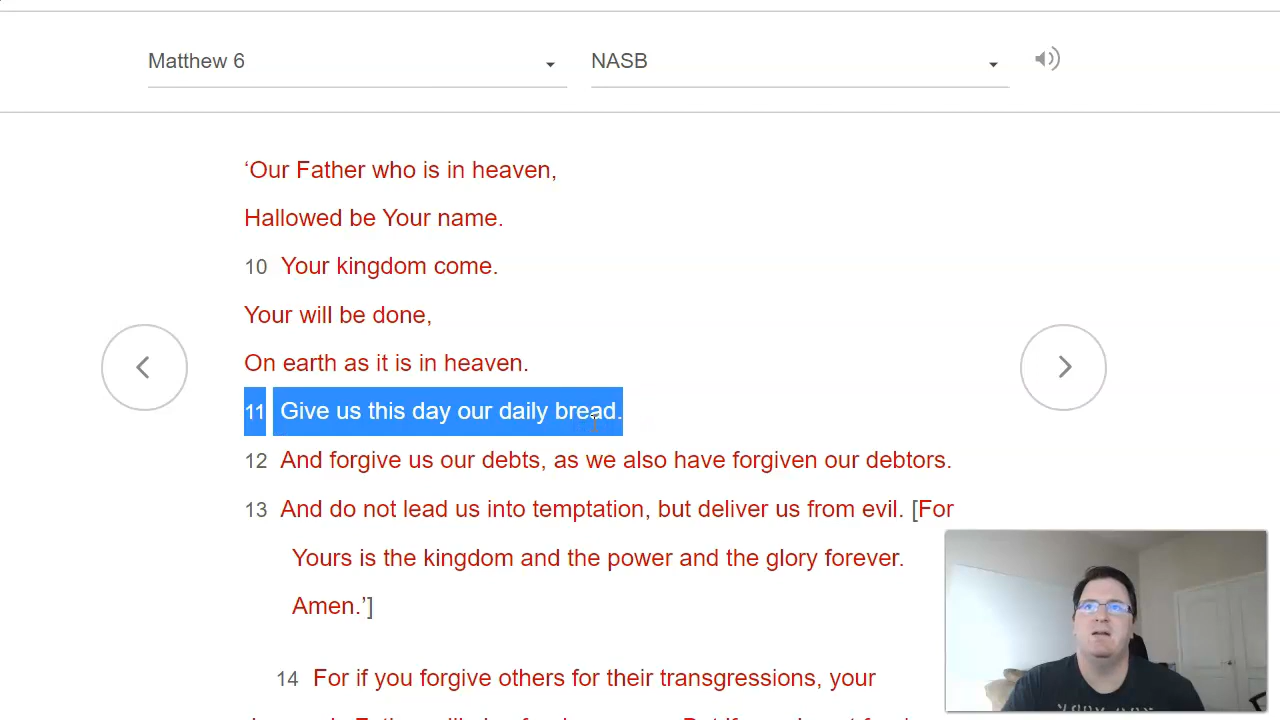 Matthew 6
NASB
‘Our Father who is in heaven,
Hallowed be Your name.
10 Your kingdom come.
Your will be done,
On earth as it is in heaven.
11 Give us this day our daily bread.
12 And forgive us our debts, as we also have forgiven our debtors.
13 And do not lead us into temptation, but deliver us from evil. [For
Yours is the kingdom and the power and the glory forever.
Amen.’]
14 For if you forgive others for their transgressions, your